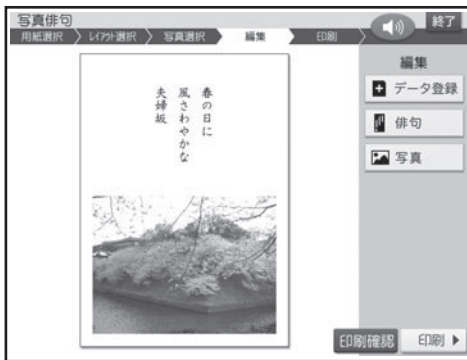 写真俳句
終了
用紙選択
ﾚｲｱｳﾄ選択
写真選択
編集
印刷
春の日に
風さわやかな
夫婦坂
編集
データ登録
俳句
写真
印刷確認
印刷